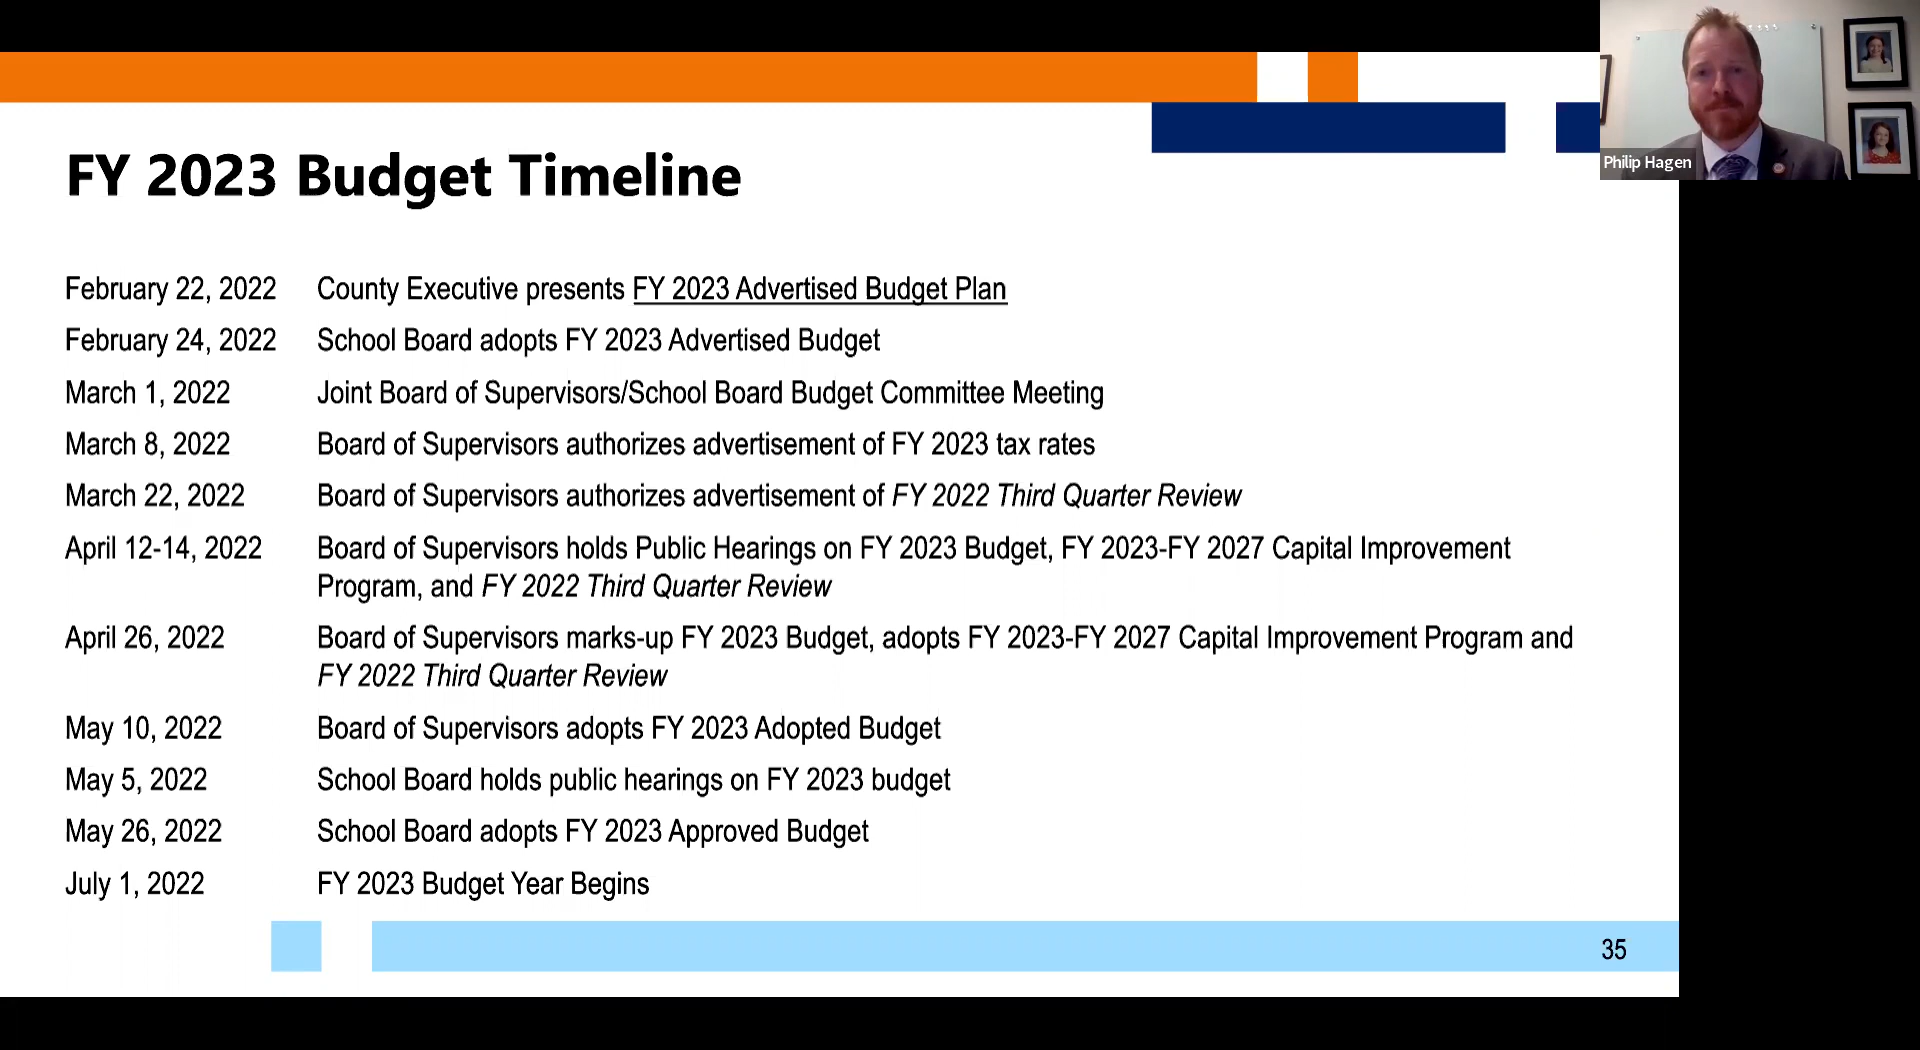 Philip Hagen
FY 2023 Budget Timeline
February 22, 2022 County Executive presents FY 2023 Advertised Budget Plan
February 24, 2022 School Board adopts FY 2023 Advertised Budget
March 1, 2022 Joint Board of Supervisors/School Board Budget Committee Meeting
March 8, 2022 Board of Supervisors authorizes advertisement of FY 2023 tax rates
March 22, 2022 Board of Supervisors authorizes advertisement of FY 2022 Third Quarter Review
April 12-14, 2022 Board of Supervisors holds Public Hearings on FY 2023 Budget, FY 2023-FY 2027 Capital Improvement
Program, and FY 2022 Third Quarter Review
April 26, 2022 Board of Supervisors marks-up FY 2023 Budget, adopts FY 2023-FY 2027 Capital Improvement Program and
FY 2022 Third Quarter Review
May 10, 2022 Board of Supervisors adopts FY 2023 Adopted Budget
May 5, 2022 School Board holds public hearings on FY 2023 budget
May 26, 2022 School Board adopts FY 2023 Approved Budget
July 1, 2022 FY 2023 Budget Year Begins
35